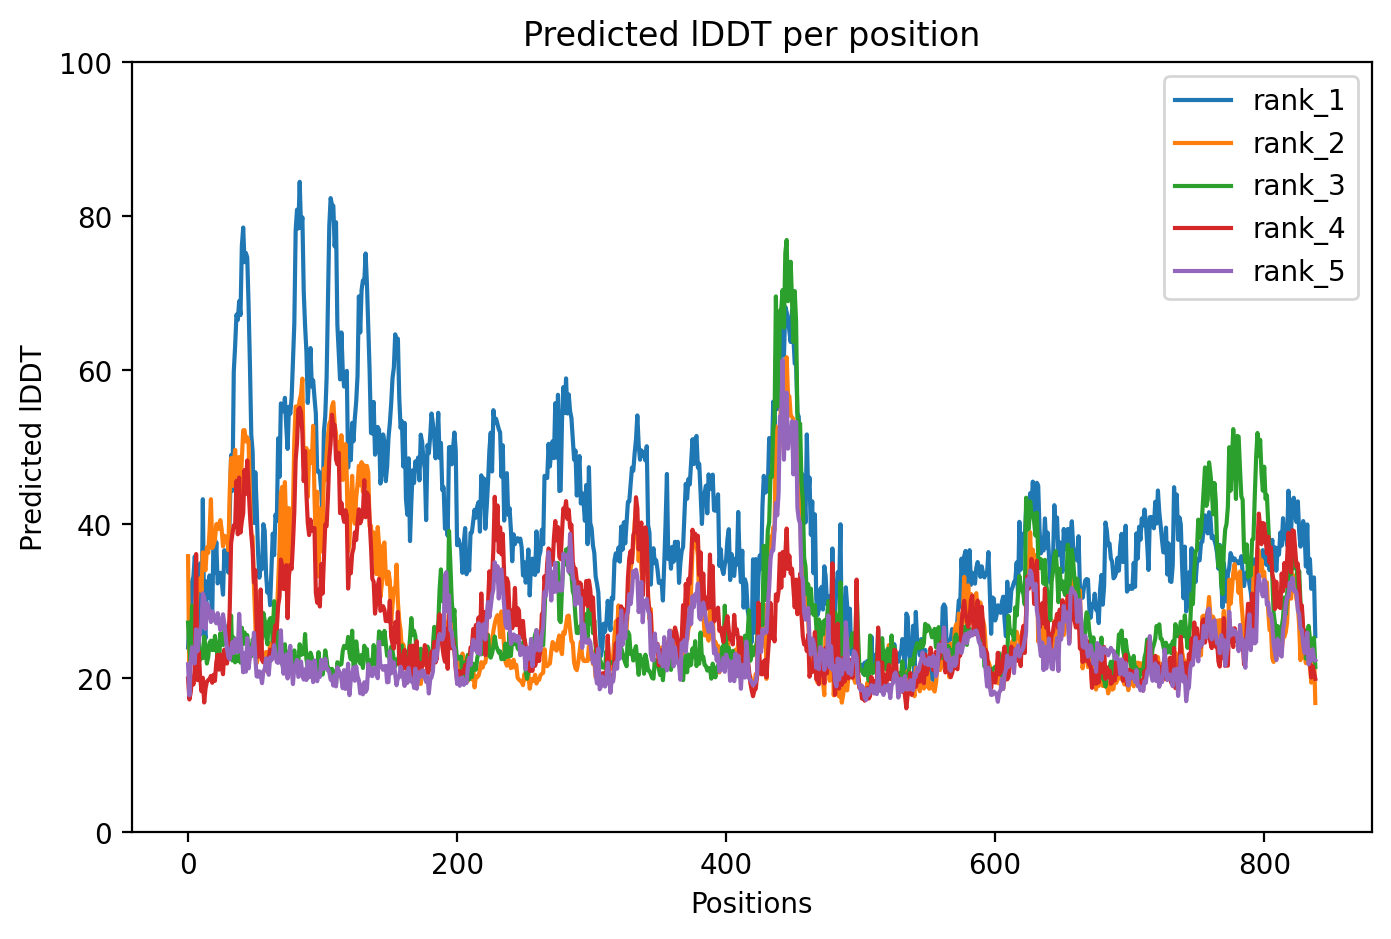 Predicted lDDT per position
100
80
60
40
20
0
Predicted lDDT
0 200 400 600 800
Positions
rank_1
rank_2
rank_3
rank_4
rank_5